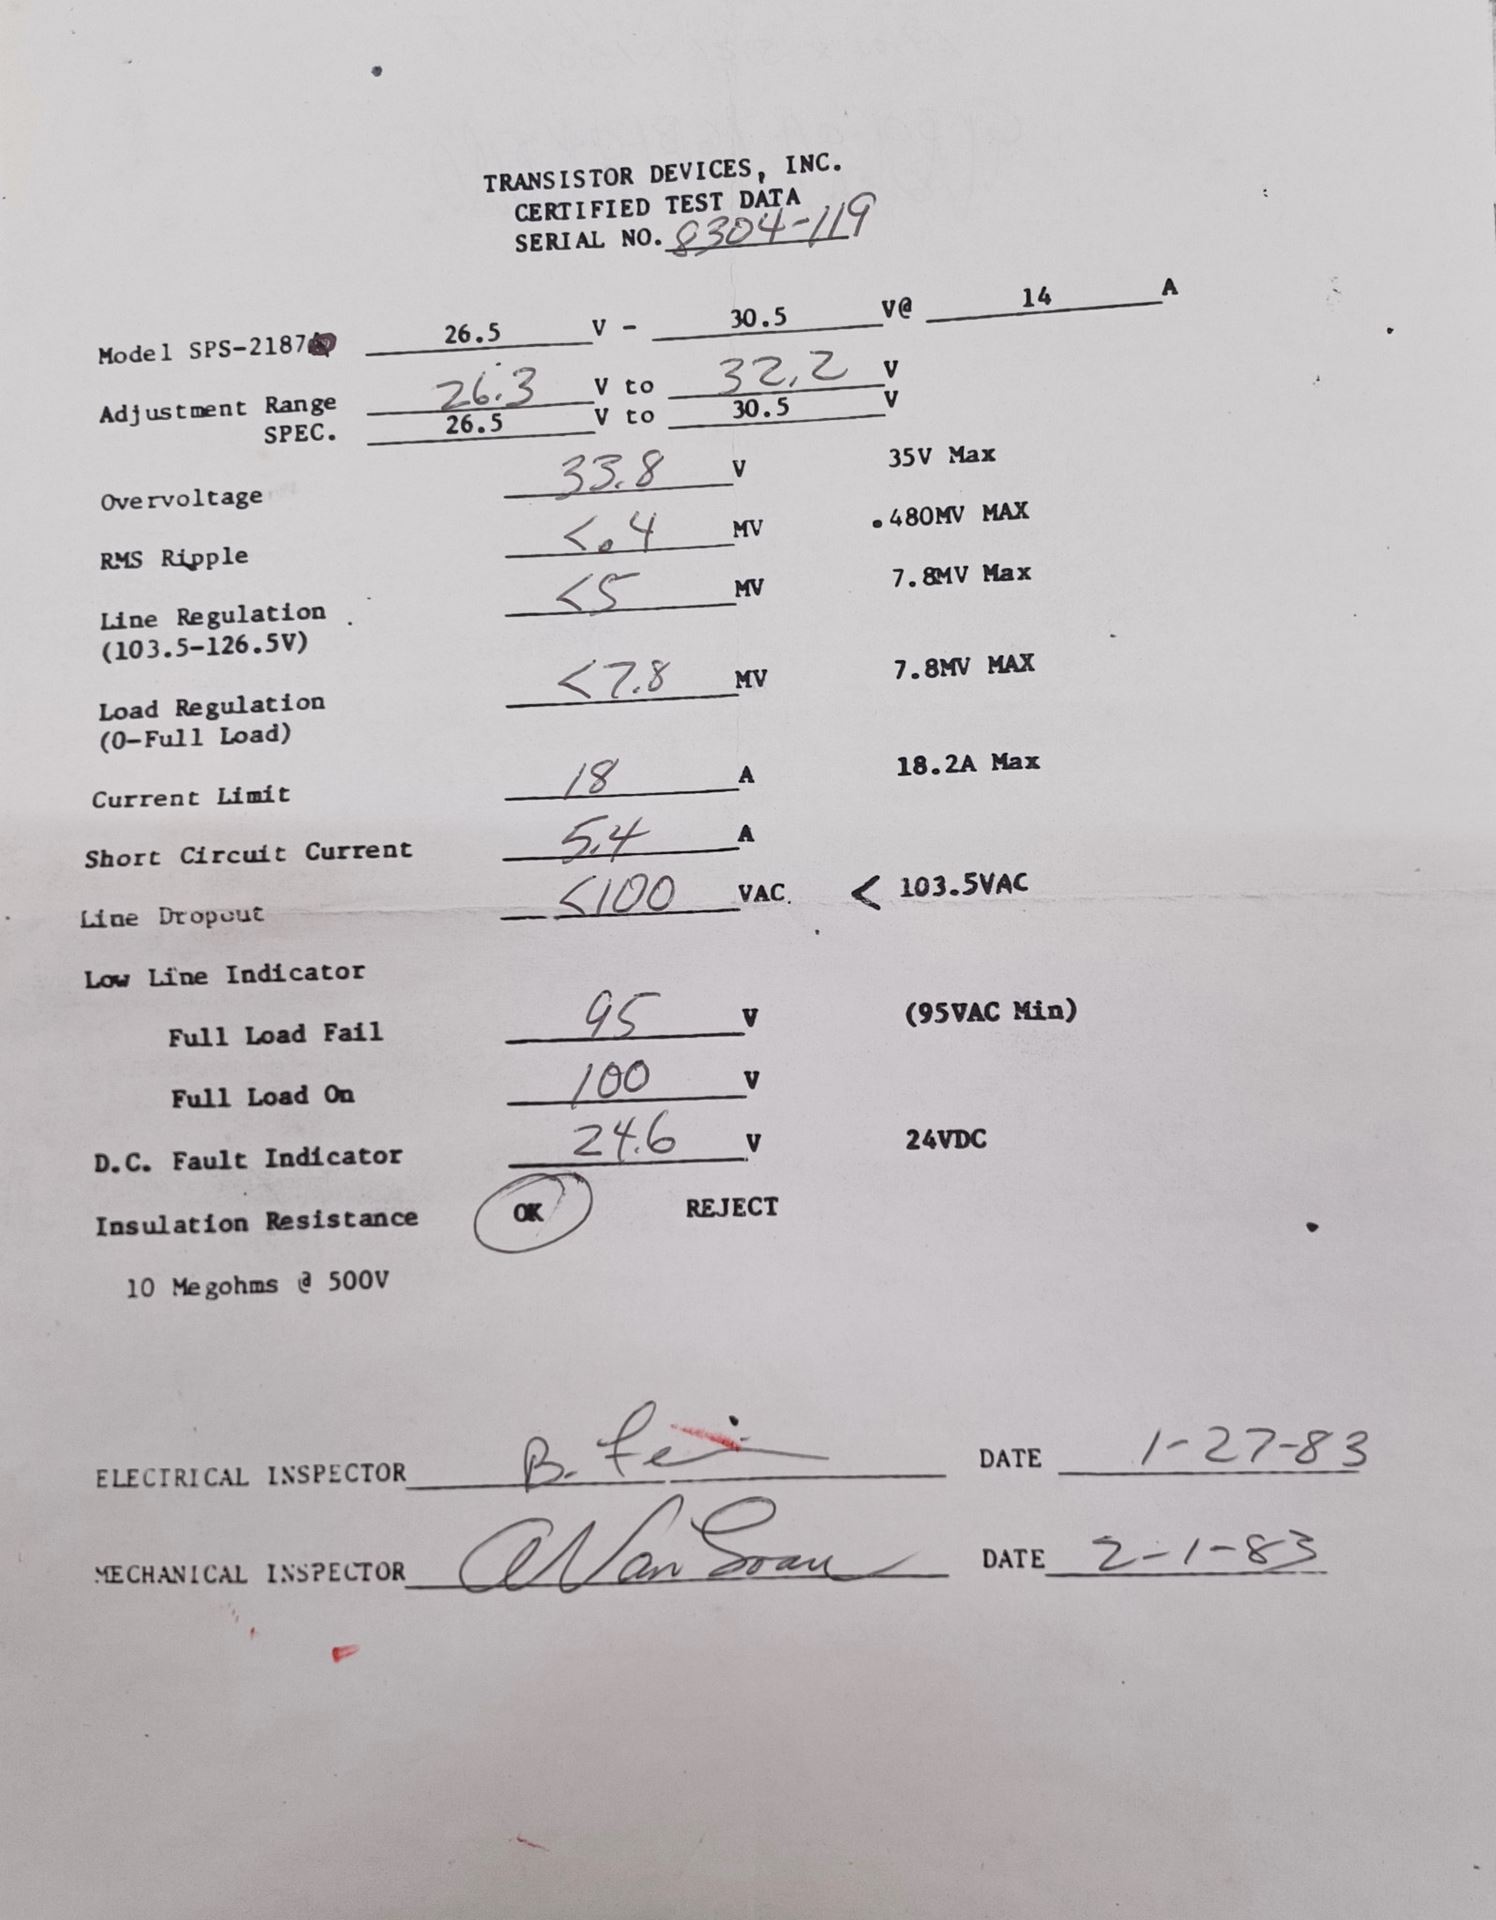 TRANSISTOR DEVICES, INC.
CERTIFIED TEST DATA
SERIAL NO. 8304-119
Model SPS-2187 26.5 V - 30.5 V@ 14 A
Adjustment Range 26.3 V to 32.2 V
SPEC. 26.5 V to 30.5 V
Overvoltage 33.8 V 35V Max
RMS Ripple <.4 MV .480MV MAX
Line Regulation <5 MV 7.8MV Max
(103.5-126.5V)
Load Regulation <7.8 MV 7.8MV MAX
(0-Full Load)
Current Limit 18 A 18.2A Max
Short Circuit Current 5.4 A
Line Dropout <100 VAC < 103.5VAC
Low Line Indicator
Full Load Fail 95 V (95VAC Min)
Full Load On 100 V
D.C. Fault Indicator 24.6 V 24VDC
Insulation Resistance OK REJECT
10 Megohms @ 500V
ELECTRICAL INSPECTOR B. DATE 1-27-83
MECHANICAL INSPECTOR Van DATE 2-1-83